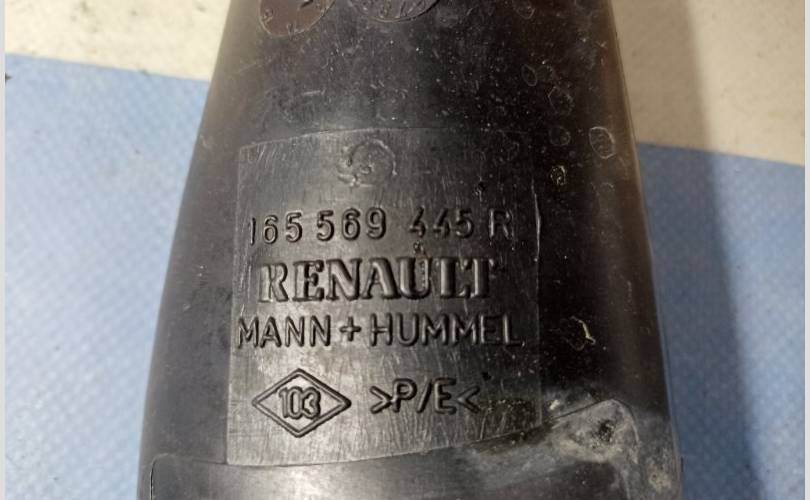 165 569 445 R
RENAULT
MANN+HUMMEL
103 >P/E<